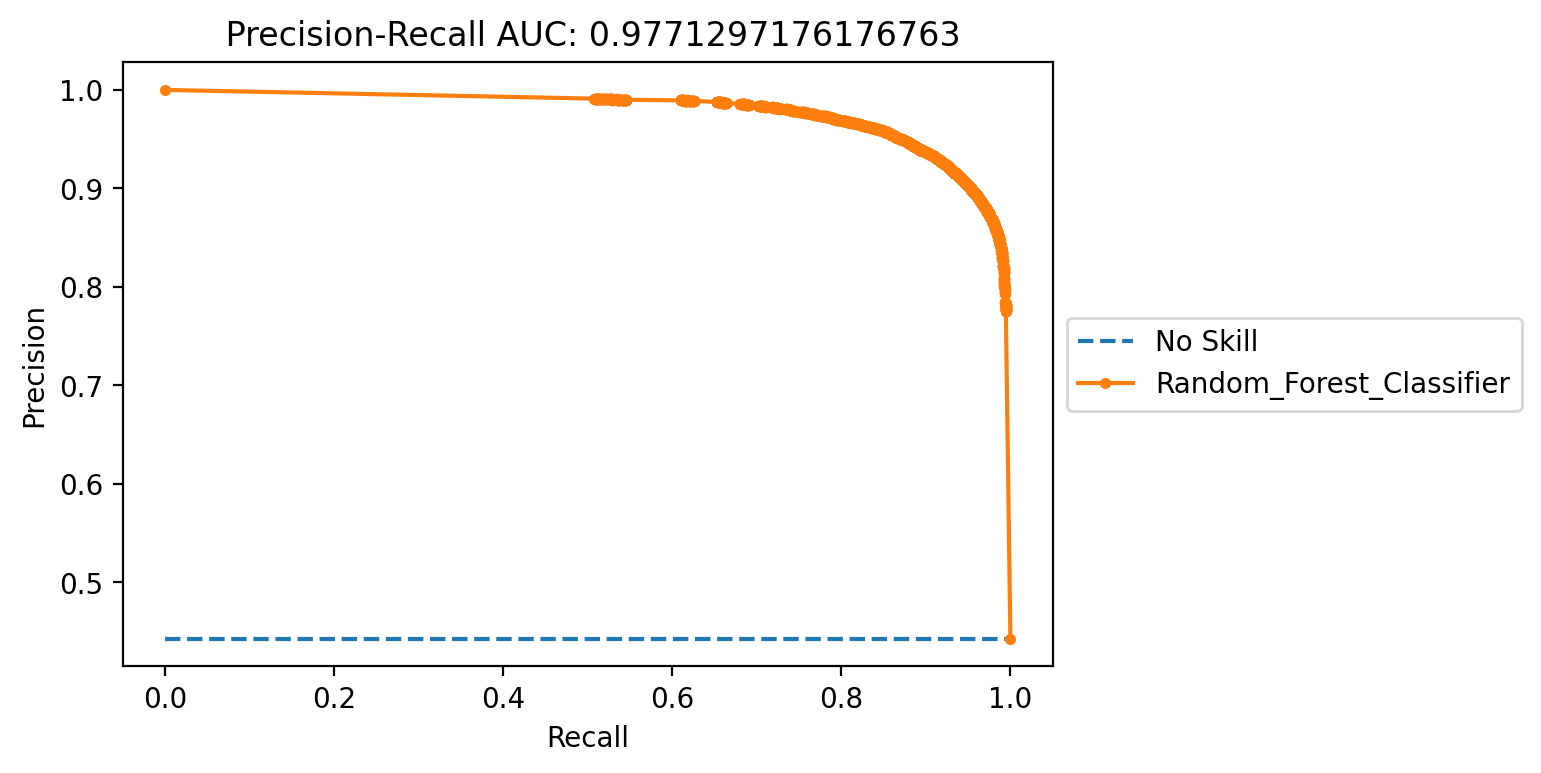 Precision-Recall AUC: 0.9771297176176763
1.0
0.9
0.8
0.7
0.6
0.5
Precision
0.0 0.2 0.4 0.6 0.8 1.0
Recall
No Skill
Random_Forest_Classifier